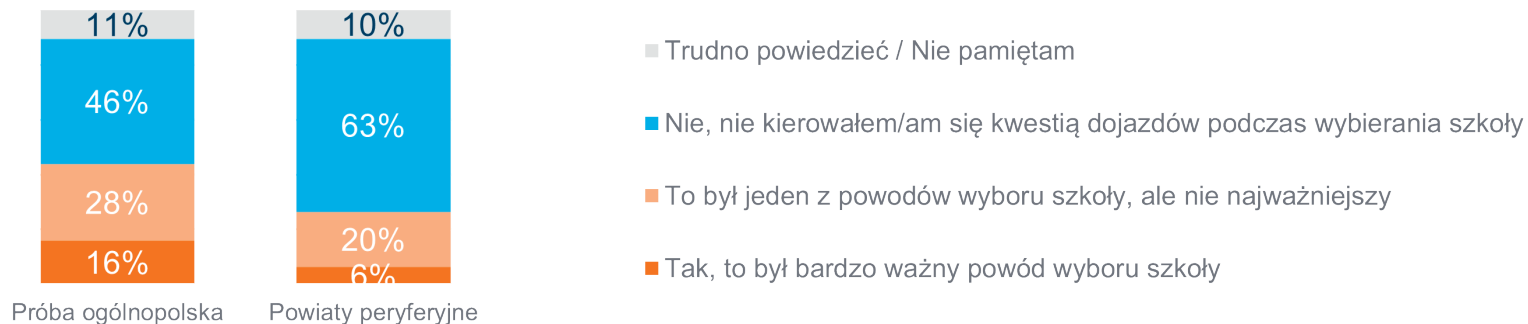 11%
46%
28%
16%
Próba ogólnopolska
10%
63%
20%
6%
Powiaty peryferyjne
Trudno powiedzieć / Nie pamiętam
Nie, nie kierowałem/am się kwestią dojazdów podczas wybierania szkoły
To był jeden z powodów wyboru szkoły, ale nie najważniejszy
Tak, to był bardzo ważny powód wyboru szkoły